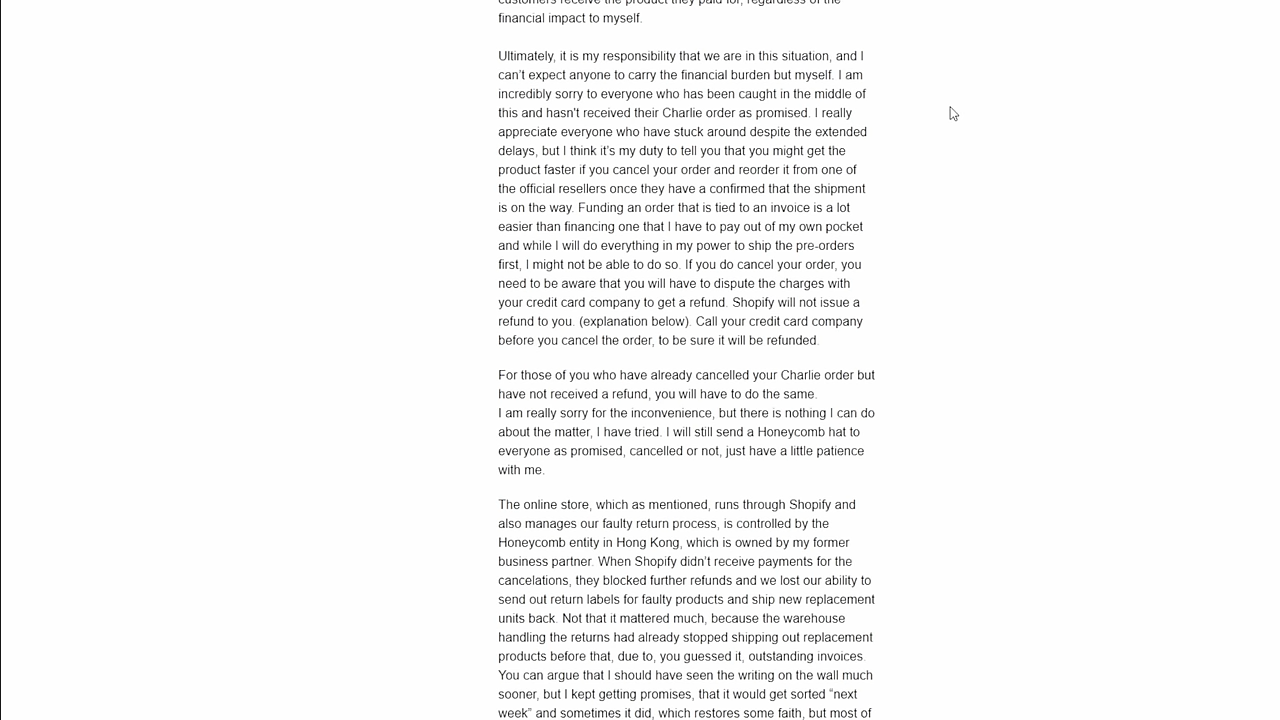 customers receive the product they paid for, regardless of the
financial impact to myself.
Ultimately, it is my responsibility that we are in this situation, and I
can’t expect anyone to carry the financial burden but myself. I am
incredibly sorry to everyone who has been caught in the middle of
this and hasn't received their Charlie order as promised. I really
appreciate everyone who have stuck around despite the extended
delays, but I think it’s my duty to tell you that you might get the
product faster if you cancel your order and reorder it from one of
the official resellers once they have a confirmed that the shipment
is on the way. Funding an order that is tied to an invoice is a lot
easier than financing one that I have to pay out of my own pocket
and while I will do everything in my power to ship the pre-orders
first, I might not be able to do so. If you do cancel your order, you
need to be aware that you will have to dispute the charges with
your credit card company to get a refund. Shopify will not issue a
refund to you. (explanation below). Call your credit card company
before you cancel the order, to be sure it will be refunded.
For those of you who have already cancelled your Charlie order but
have not received a refund, you will have to do the same.
I am really sorry for the inconvenience, but there is nothing I can do
about the matter, I have tried. I will still send a Honeycomb hat to
everyone as promised, cancelled or not, just have a little patience
with me.
The online store, which as mentioned, runs through Shopify and
also manages our faulty return process, is controlled by the
Honeycomb entity in Hong Kong, which is owned by my former
business partner. When Shopify didn’t receive payments for the
cancelations, they blocked further refunds and we lost our ability to
send out return labels for faulty products and ship new replacement
units back. Not that it mattered much, because the warehouse
handling the returns had already stopped shipping out replacement
products before that, due to, you guessed it, outstanding invoices.
You can argue that I should have seen the writing on the wall much
sooner, but I kept getting promises, that it would get sorted “next
week” and sometimes it did, which restores some faith, but most of